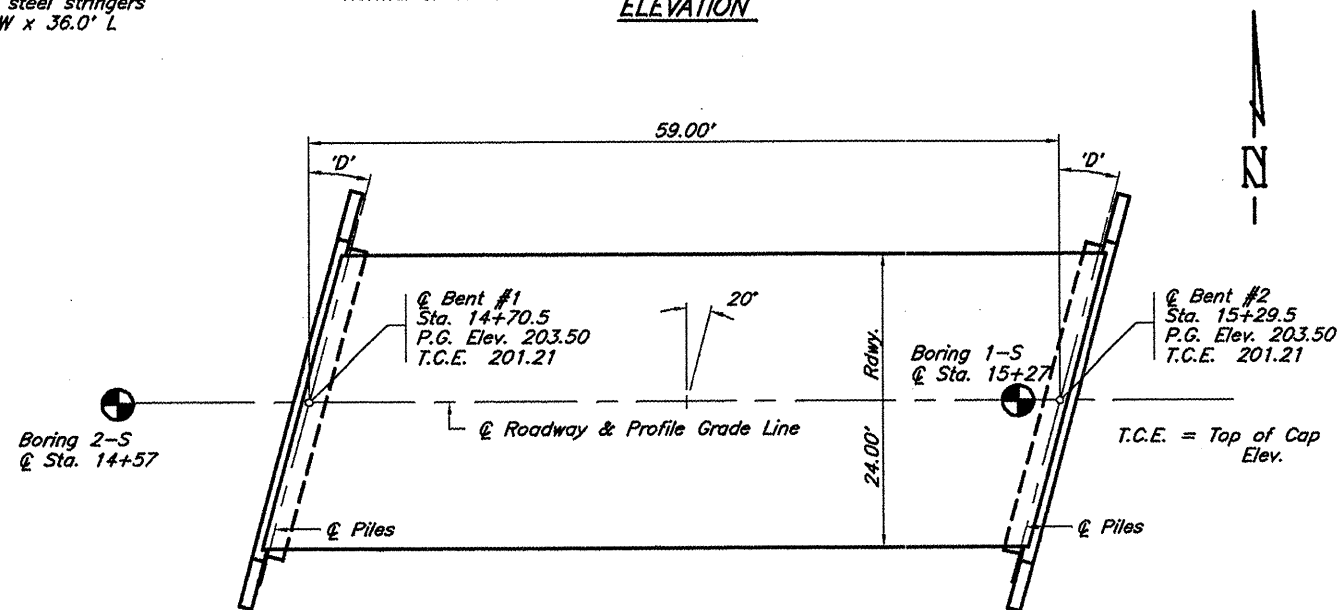 steel stringers
W x 36.0' L
ELEVATION
59.00'
'D'
'D'
N
℄ Bent #1
Sta. 14+70.5
P.G. Elev. 203.50
T.C.E. 201.21
20°
℄ Bent #2
Sta. 15+29.5
P.G. Elev. 203.50
T.C.E. 201.21
Rdwy.
24.00'
Boring 1-S
℄ Sta. 15+27
Boring 2-S
℄ Sta. 14+57
℄ Roadway & Profile Grade Line
T.C.E. = Top of Cap
Elev.
℄ Piles
℄ Piles